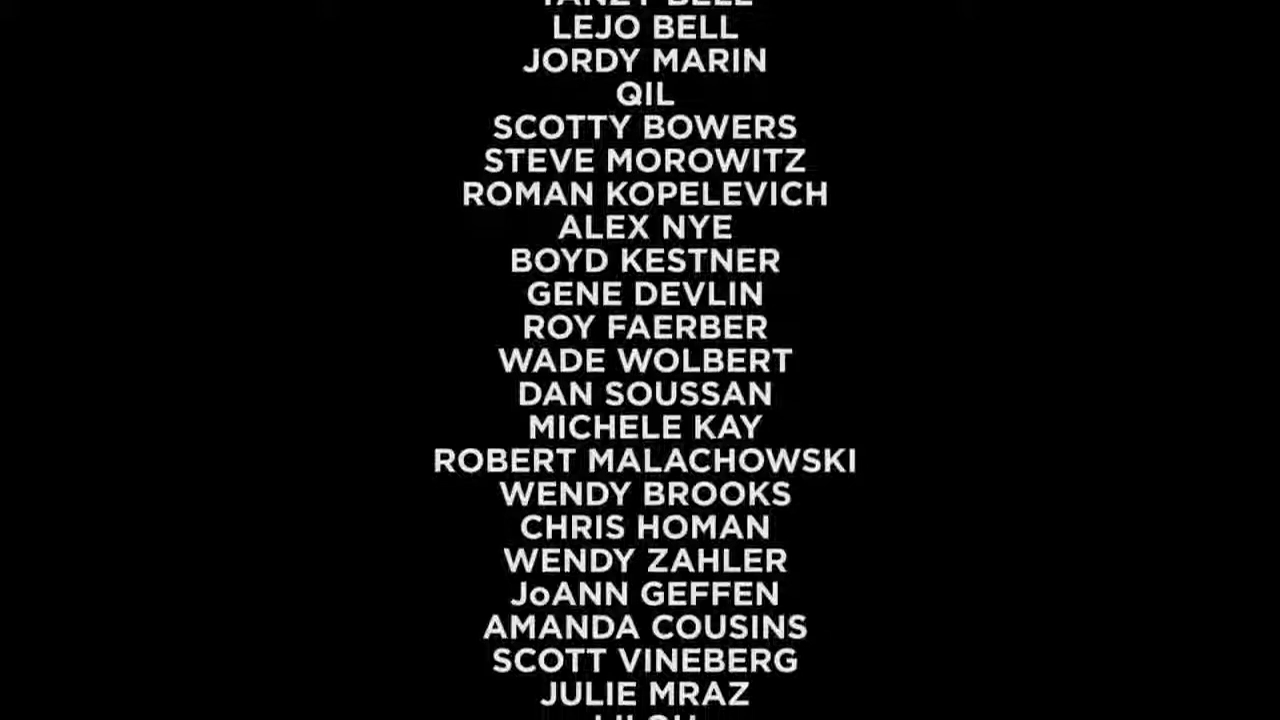 LEJO BELL
JORDY MARIN
QIL
SCOTTY BOWERS
STEVE MOROWITZ
ROMAN KOPELEVICH
ALEX NYE
BOYD KESTNER
GENE DEVLIN
ROY FAERBER
WADE WOLBERT
DAN SOUSSAN
MICHELE KAY
ROBERT MALACHOWSKI
WENDY BROOKS
CHRIS HOMAN
WENDY ZAHLER
JoANN GEFFEN
AMANDA COUSINS
SCOTT VINEBERG
JULIE MRAZ